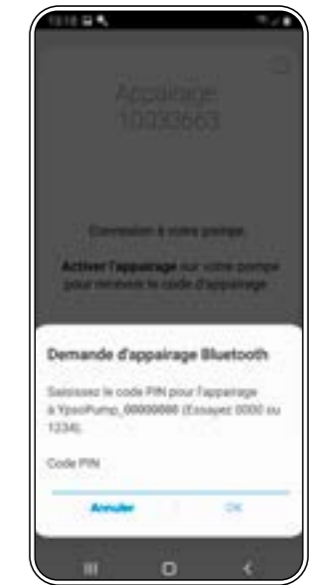 Appairage
10033663
Connexion à votre pompe.
Activer l'appairage sur votre pompe
pour recevoir le code d'appairage
Demande d'appairage Bluetooth
Saisissez le code PIN pour l'appairage
à YpsoPump_ (Essayez 0000 ou
1234).
Code PIN
Annuler
OK